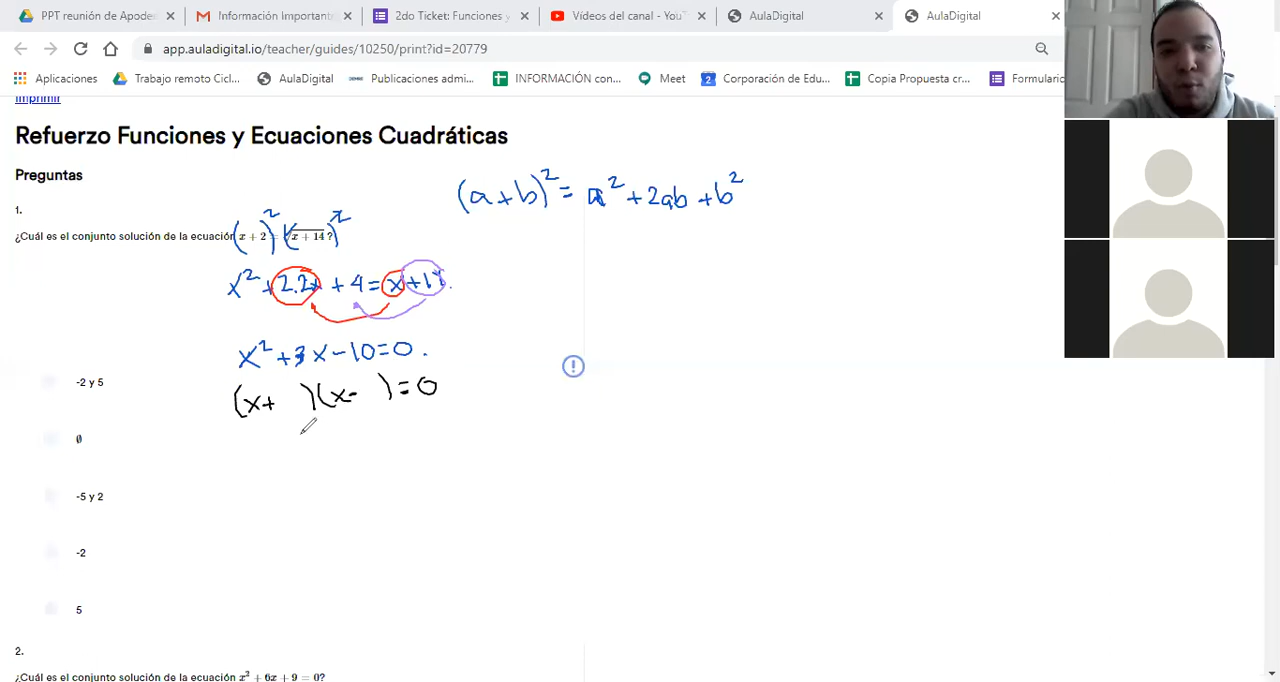 PPT reunión de Apode
Información Important
2do Ticket: Funciones y
Vídeos del canal - YouT
AulaDigital
AulaDigital
app.auladigital.io/teacher/guides/10250/print?id=20779
Aplicaciones
Trabajo remoto Cicl...
AulaDigital
Publicaciones admi...
INFORMACIÓN con...
Meet
Corporación de Edu...
Copia Propuesta cr...
Formulario
Imprimir
Refuerzo Funciones y Ecuaciones Cuadráticas
Preguntas
(a+b)² = a² + 2ab + b²
1.
( )² ( )²
¿Cuál es el conjunto solución de la ecuación x + 2 = √x + 14?
x² + 2.2x + 4 = x + 14.
x² + 3x - 10 = 0.
(x+ )(x- ) = 0
-2 y 5
0
-5 y 2
-2
5
2.
¿Cuál es el conjunto solución de la ecuación x² + 6x + 9 = 0?